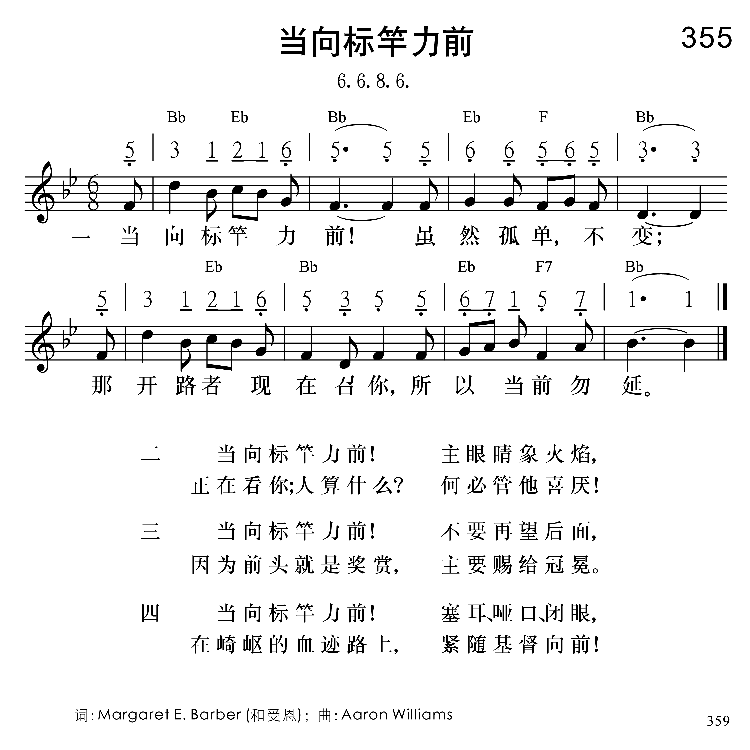 当向标竿力前
355
6.6.8.6.
Bb Eb Bb Eb F Bb
5 | 3 1 2 1 6 | 5• 5 5 | 6 6 5 6 5 | 3• 3 |
6 8
一 当 向 标 竿 力 前! 虽 然 孤 单, 不 变;
Eb Bb Eb F7 Bb
5 | 3 1 2 1 6 | 5 3 5 5 | 6 7 1 5 7 | 1• 1 ‖
那 开 路 者 现 在 召 你, 所 以 当 前 勿 延。
二 当向标竿力前! 主眼睛象火焰,
正在看你;人算什么? 何必管他喜厌!
三 当向标竿力前! 不要再望后面,
因为前头就是奖赏, 主要赐给冠冕。
四 当向标竿力前! 塞耳、哑口、闭眼,
在崎岖的血迹路上, 紧随基督向前!
词: Margaret E. Barber (和受恩); 曲: Aaron Williams
359